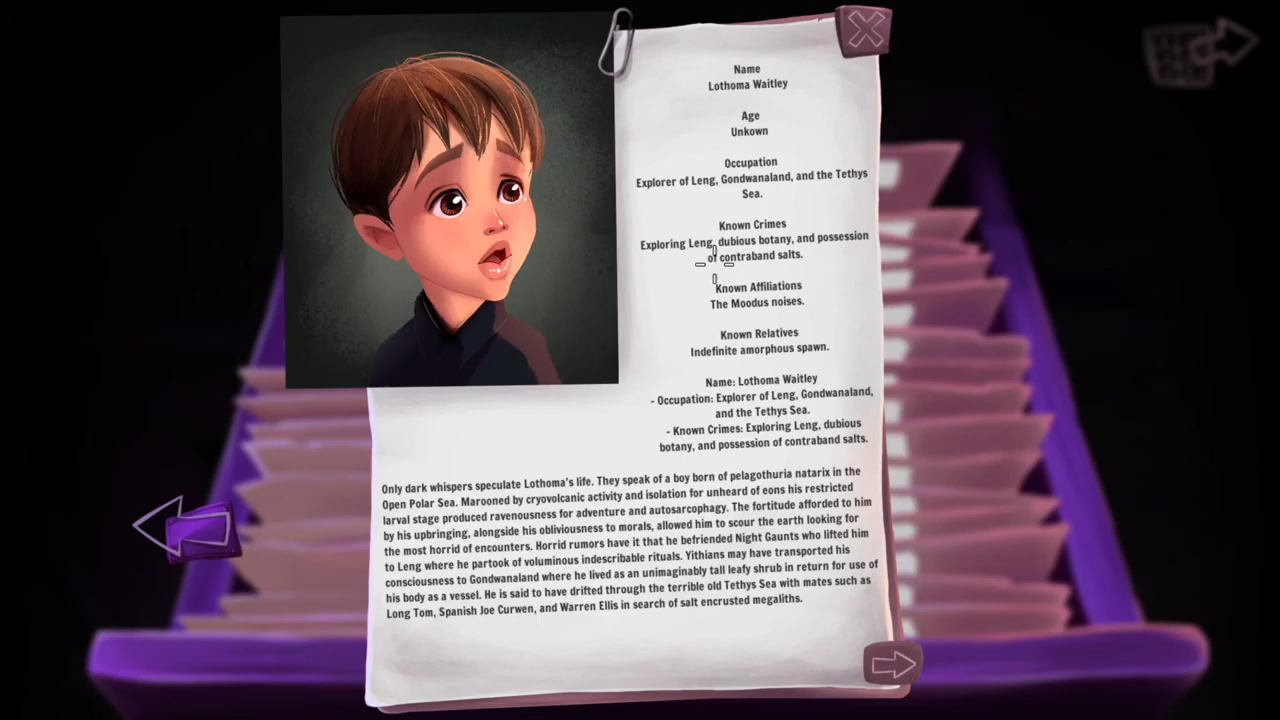 Name
Lothoma Waitley
Age
Unkown
Occupation
Explorer of Leng, Gondwanaland, and the Tethys
Sea.
Known Crimes
Exploring Leng, dubious botany, and possession
of contraband salts.
Known Affiliations
The Moodus noises.
Known Relatives
Indefinite amorphous spawn.
Name: Lothoma Waitley
- Occupation: Explorer of Leng, Gondwanaland,
and the Tethys Sea.
- Known Crimes: Exploring Leng, dubious
botany, and possession of contraband salts.
Only dark whispers speculate Lothoma's life. They speak of a boy born of pelagothuria natarix in the
Open Polar Sea. Marooned by cryovolcanic activity and isolation for unheard of eons his restricted
larval stage produced ravenousness for adventure and autosarcophagy. The fortitude afforded to him
by his upbringing, alongside his obliviousness to morals, allowed him to scour the earth looking for
the most horrid of encounters. Horrid rumors have it that he befriended Night Gaunts who lifted him
to Leng where he partook of voluminous indescribable rituals. Yithians may have transported his
consciousness to Gondwanaland where he lived as an unimaginably tall leafy shrub in return for use of
his body as a vessel. He is said to have drifted through the terrible old Tethys Sea with mates such as
Long Tom, Spanish Joe Curwen, and Warren Ellis in search of salt encrusted megaliths.